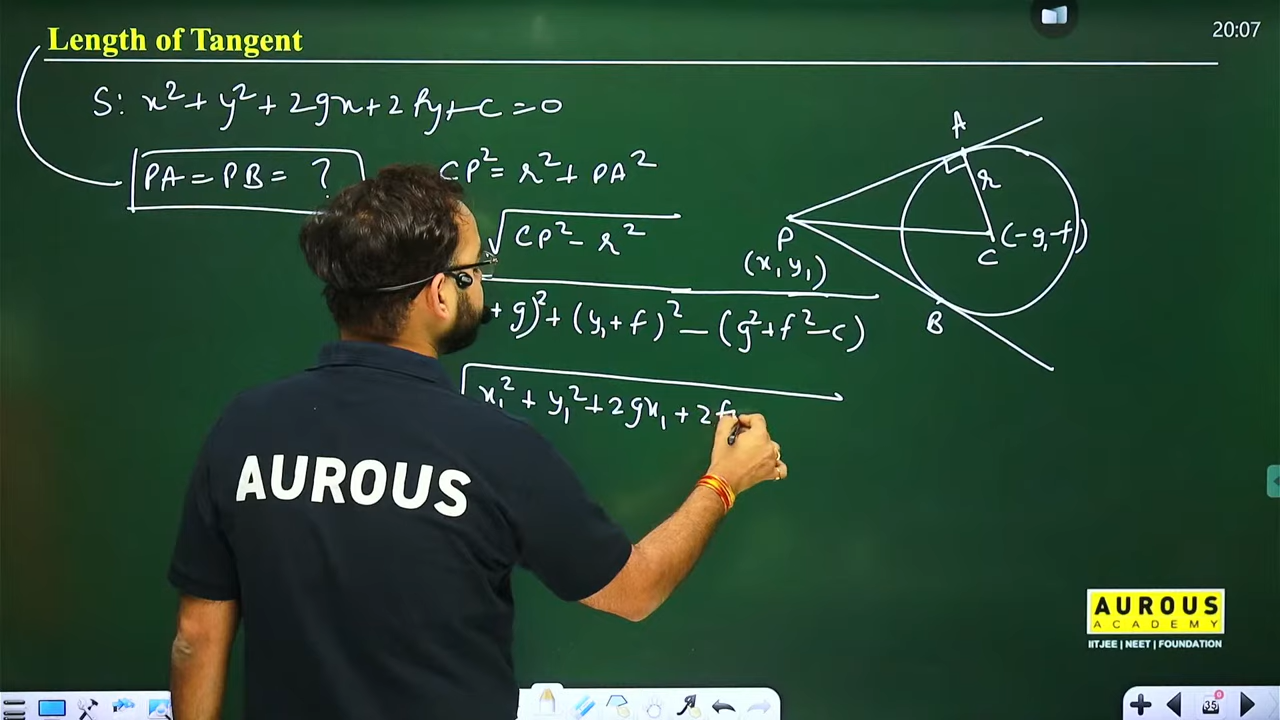 Length of Tangent
20:07
S: x² + y² + 2gx + 2fy + c = 0
PA = PB = ?
CP² = r² + PA²
√CP² − r²
+ g)² + (y₁ + f)² − (g² + f² − c)
√x₁² + y₁² + 2gx₁ + 2f
A
r
P
(x₁ y₁)
C
(-g, -f)
B
AUROUS
AUROUS
ACADEMY
IITJEE | NEET | FOUNDATION
35